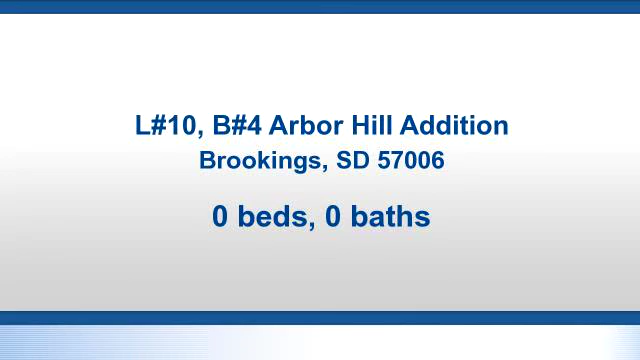 L#10, B#4 Arbor Hill Addition
Brookings, SD 57006
0 beds, 0 baths